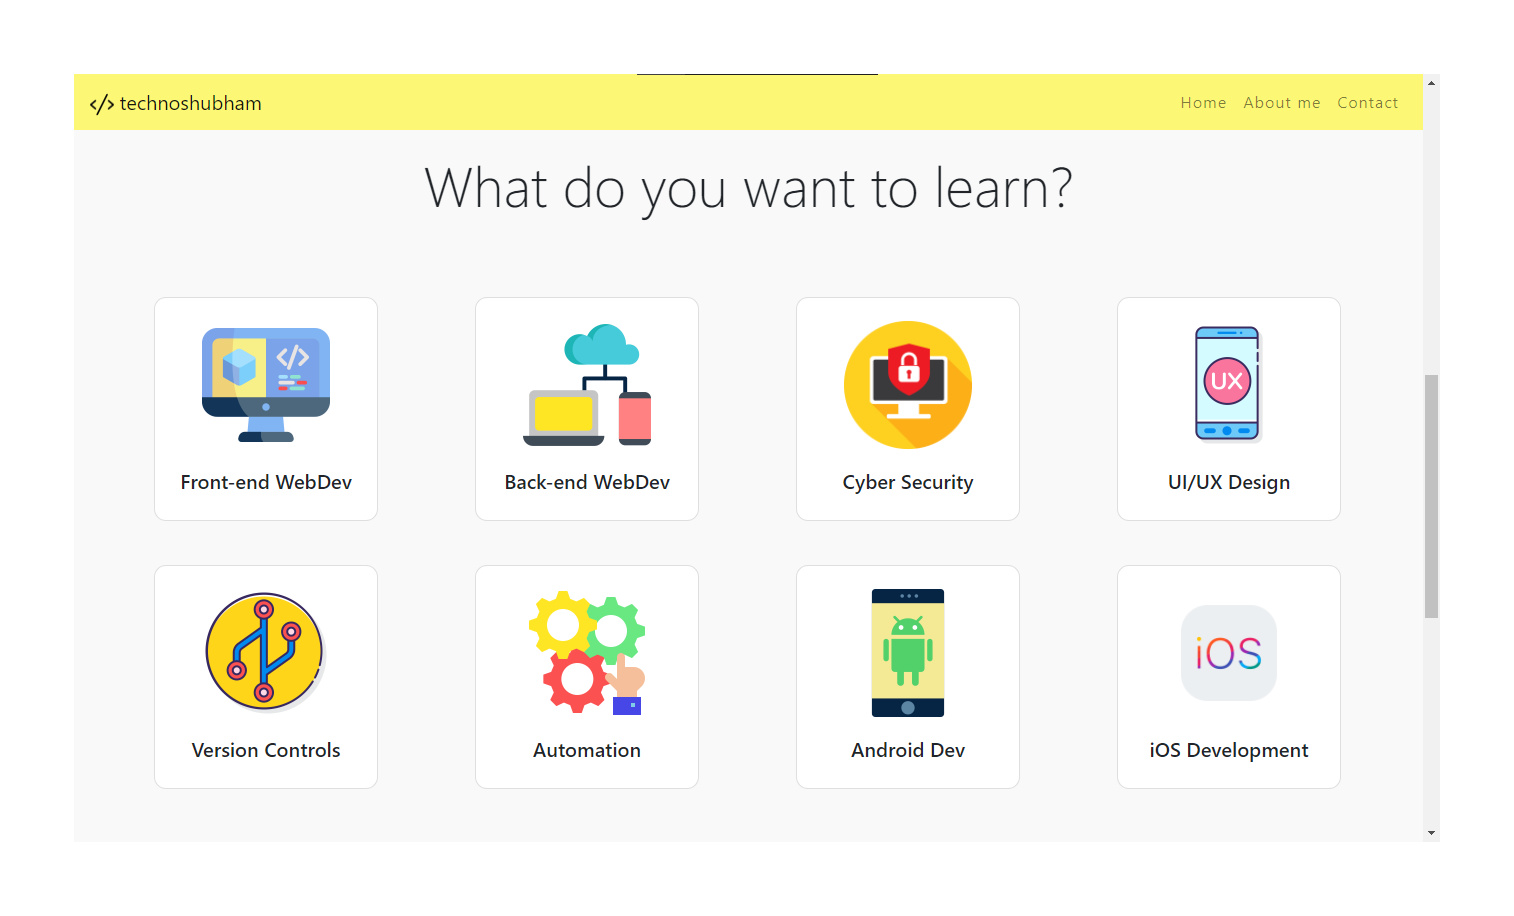 </> technoshubham
Home About me Contact
What do you want to learn?
</>
UX
Front-end WebDev
Back-end WebDev
Cyber Security
UI/UX Design
iOS
Version Controls
Automation
Android Dev
iOS Development